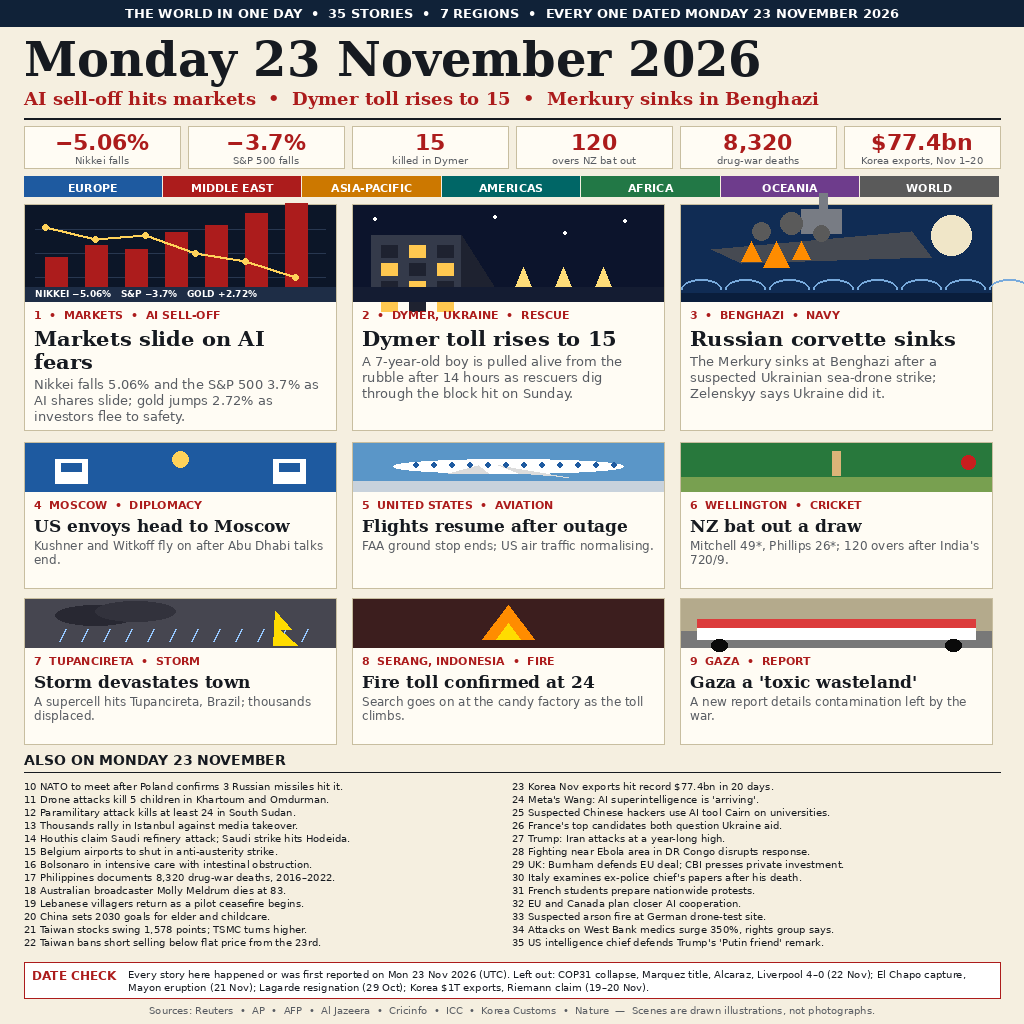 THE WORLD IN ONE DAY • 35 STORIES • 7 REGIONS • EVERY ONE DATED MONDAY 23 NOVEMBER 2026
Monday 23 November 2026
AI sell-off hits markets • Dymer toll rises to 15 • Merkury sinks in Benghazi
−5.06%
Nikkei falls
−3.7%
S&P 500 falls
15
killed in Dymer
120
overs NZ bat out
8,320
drug-war deaths
$77.4bn
Korea exports, Nov 1–20
EUROPE
MIDDLE EAST
ASIA-PACIFIC
AMERICAS
AFRICA
OCEANIA
WORLD
NIKKEI −5.06% S&P −3.7% GOLD +2.72%
1 • MARKETS • AI SELL-OFF
Markets slide on AI
fears
Nikkei falls 5.06% and the S&P 500 3.7% as
AI shares slide; gold jumps 2.72% as
investors flee to safety.
2 • DYMER, UKRAINE • RESCUE
Dymer toll rises to 15
A 7-year-old boy is pulled alive from the
rubble after 14 hours as rescuers dig
through the block hit on Sunday.
3 • BENGHAZI • NAVY
Russian corvette sinks
The Merkury sinks at Benghazi after a
suspected Ukrainian sea-drone strike;
Zelenskyy says Ukraine did it.
4 MOSCOW • DIPLOMACY
US envoys head to Moscow
Kushner and Witkoff fly on after Abu Dhabi talks
end.
5 UNITED STATES • AVIATION
Flights resume after outage
FAA ground stop ends; US air traffic normalising.
6 WELLINGTON • CRICKET
NZ bat out a draw
Mitchell 49*, Phillips 26*; 120 overs after India's
720/9.
7 TUPANCIRETA • STORM
Storm devastates town
A supercell hits Tupancireta, Brazil; thousands
displaced.
8 SERANG, INDONESIA • FIRE
Fire toll confirmed at 24
Search goes on at the candy factory as the toll
climbs.
9 GAZA • REPORT
Gaza a 'toxic wasteland'
A new report details contamination left by the
war.
ALSO ON MONDAY 23 NOVEMBER
10 NATO to meet after Poland confirms 3 Russian missiles hit it.
11 Drone attacks kill 5 children in Khartoum and Omdurman.
12 Paramilitary attack kills at least 24 in South Sudan.
13 Thousands rally in Istanbul against media takeover.
14 Houthis claim Saudi refinery attack; Saudi strike hits Hodeida.
15 Belgium airports to shut in anti-austerity strike.
16 Bolsonaro in intensive care with intestinal obstruction.
17 Philippines documents 8,320 drug-war deaths, 2016–2022.
18 Australian broadcaster Molly Meldrum dies at 83.
19 Lebanese villagers return as a pilot ceasefire begins.
20 China sets 2030 goals for elder and childcare.
21 Taiwan stocks swing 1,578 points; TSMC turns higher.
22 Taiwan bans short selling below flat price from the 23rd.
23 Korea Nov exports hit record $77.4bn in 20 days.
24 Meta's Wang: AI superintelligence is 'arriving'.
25 Suspected Chinese hackers use AI tool Cairn on universities.
26 France's top candidates both question Ukraine aid.
27 Trump: Iran attacks at a year-long high.
28 Fighting near Ebola area in DR Congo disrupts response.
29 UK: Burnham defends EU deal; CBI presses private investment.
30 Italy examines ex-police chief's papers after his death.
31 French students prepare nationwide protests.
32 EU and Canada plan closer AI cooperation.
33 Suspected arson fire at German drone-test site.
34 Attacks on West Bank medics surge 350%, rights group says.
35 US intelligence chief defends Trump's 'Putin friend' remark.
DATE CHECK
Every story here happened or was first reported on Mon 23 Nov 2026 (UTC). Left out: COP31 collapse, Marquez title, Alcaraz, Liverpool 4–0 (22 Nov); El Chapo capture,
Mayon eruption (21 Nov); Lagarde resignation (29 Oct); Korea $1T exports, Riemann claim (19–20 Nov).
Sources: Reuters • AP • AFP • Al Jazeera • Cricinfo • ICC • Korea Customs • Nature — Scenes are drawn illustrations, not photographs.